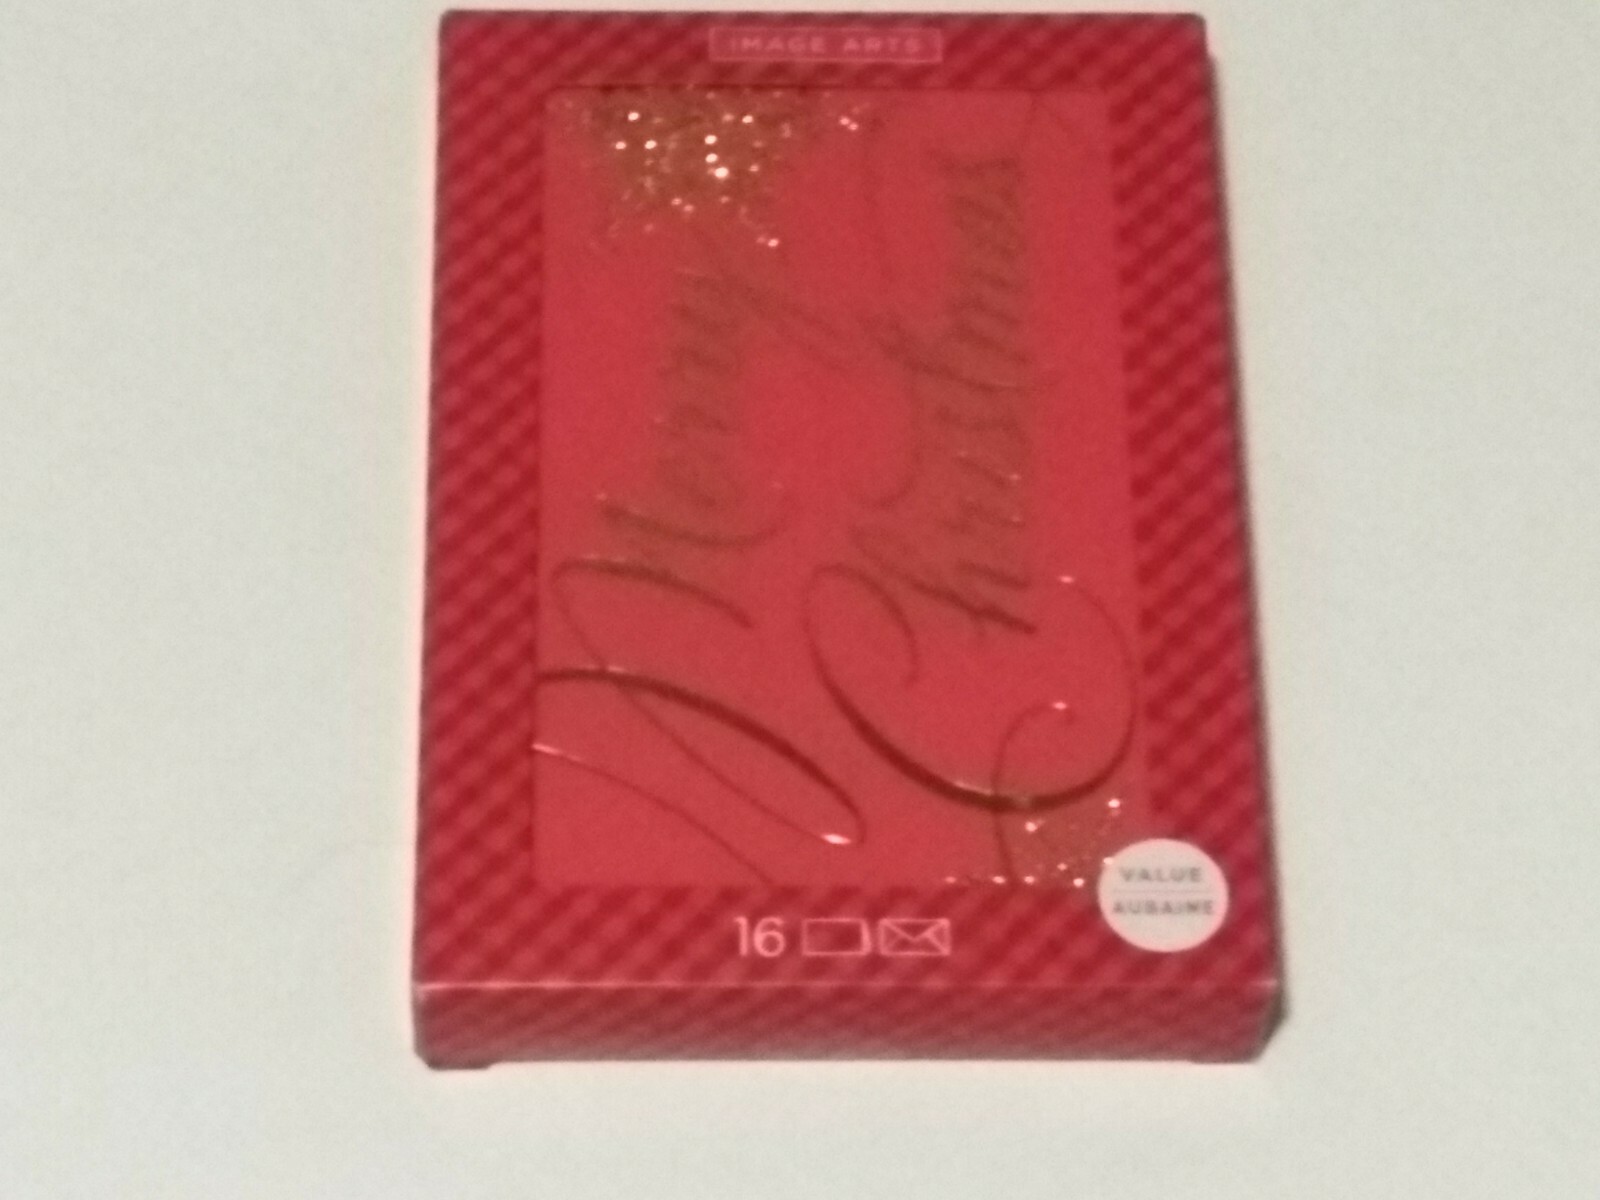 IMAGE ARTS
Merry
Christmas
VALUE
AUBAINE
16